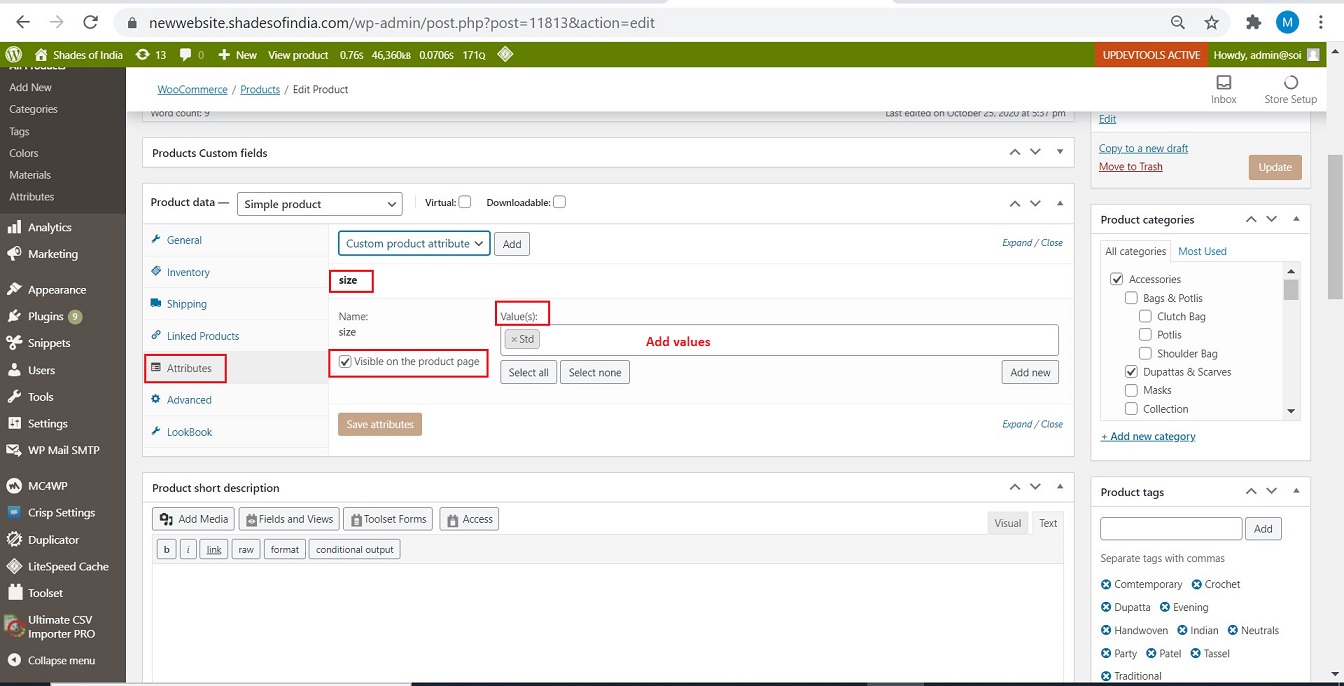 newwebsite.shadesofindia.com/wp-admin/post.php?post=11813&action=edit
M
Shades of India 13 0 New View product 0.76s 46,360kB 0.0706s 171Q UPDEVTOOLS ACTIVE Howdy, admin@soi
All Products
Add New
Categories
Tags
Colors
Materials
Attributes
Analytics
Marketing
Appearance
Plugins 9
Snippets
Users
Tools
Settings
WP Mail SMTP
MC4WP
Crisp Settings
Duplicator
LiteSpeed Cache
Toolset
Ultimate CSV
Importer PRO
Collapse menu
WooCommerce / Products / Edit Product
Inbox
Store Setup
Word count: 9
Last edited on October 25, 2020 at 5:37 pm
Products Custom fields
Product data —
Simple product
Virtual:
Downloadable:
General
Inventory
Shipping
Linked Products
Attributes
Advanced
LookBook
Custom product attribute
Add
Expand / Close
size
Name:
size
Value(s):
× Std
Add values
Visible on the product page
Select all
Select none
Add new
Save attributes
Expand / Close
Product short description
Add Media
Fields and Views
Toolset Forms
Access
Visual
Text
b
i
link
raw
format
conditional output
Edit
Copy to a new draft
Move to Trash
Update
Product categories
All categories
Most Used
Accessories
Bags & Potlis
Clutch Bag
Potlis
Shoulder Bag
Dupattas & Scarves
Masks
Collection
+ Add new category
Product tags
Add
Separate tags with commas
Comtemporary Crochet
Dupatta Evening
Handwoven Indian Neutrals
Party Patel Tassel
Traditional